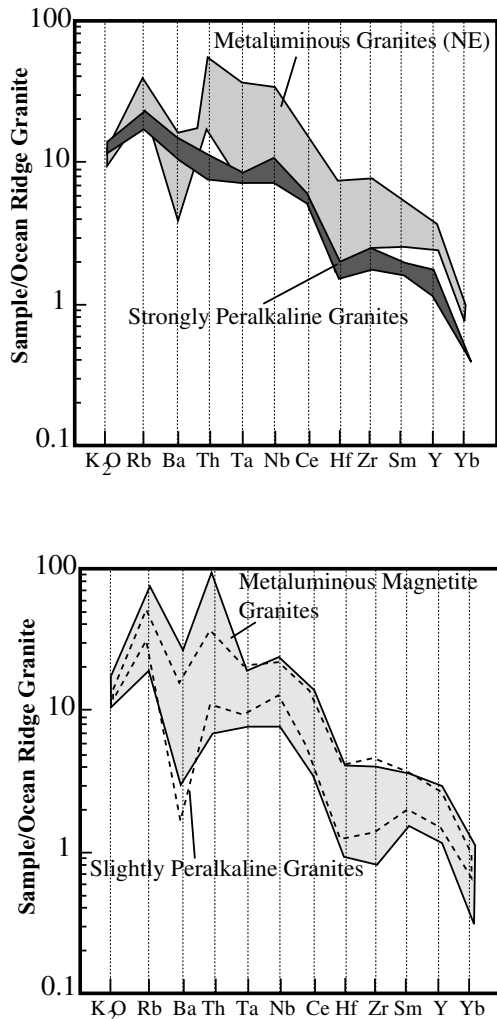 100
Metaluminous Granites (NE)
10
1
Strongly Peralkaline Granites
0.1
Sample/Ocean Ridge Granite
K2O Rb Ba Th Ta Nb Ce Hf Zr Sm Y Yb
100
Metaluminous Magnetite
Granites
10
1
Slightly Peralkaline Granites
0.1
Sample/Ocean Ridge Granite
K2O Rb Ba Th Ta Nb Ce Hf Zr Sm Y Yb